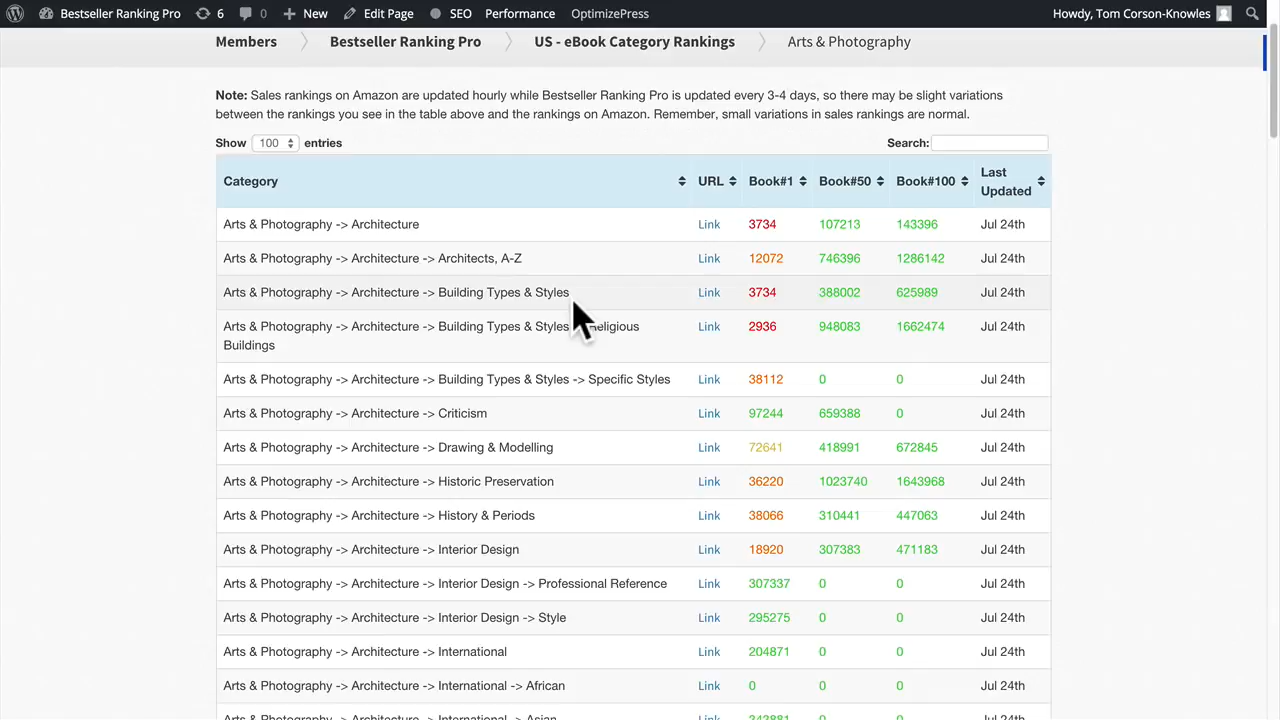 Bestseller Ranking Pro 6 0 New Edit Page SEO Performance OptimizePress Howdy, Tom Corson-Knowles
Members Bestseller Ranking Pro US - eBook Category Rankings Arts & Photography
Note: Sales rankings on Amazon are updated hourly while Bestseller Ranking Pro is updated every 3-4 days, so there may be slight variations
between the rankings you see in the table above and the rankings on Amazon. Remember, small variations in sales rankings are normal.
Show 100 entries Search:
Category URL Book#1 Book#50 Book#100 Last
Updated
Arts & Photography -> Architecture Link 3734 107213 143396 Jul 24th
Arts & Photography -> Architecture -> Architects, A-Z Link 12072 746396 1286142 Jul 24th
Arts & Photography -> Architecture -> Building Types & Styles Link 3734 388002 625989 Jul 24th
Arts & Photography -> Architecture -> Building Types & Styles Religious Link 2936 948083 1662474 Jul 24th
Buildings
Arts & Photography -> Architecture -> Building Types & Styles -> Specific Styles Link 38112 0 0 Jul 24th
Arts & Photography -> Architecture -> Criticism Link 97244 659388 0 Jul 24th
Arts & Photography -> Architecture -> Drawing & Modelling Link 72641 418991 672845 Jul 24th
Arts & Photography -> Architecture -> Historic Preservation Link 36220 1023740 1643968 Jul 24th
Arts & Photography -> Architecture -> History & Periods Link 38066 310441 447063 Jul 24th
Arts & Photography -> Architecture -> Interior Design Link 18920 307383 471183 Jul 24th
Arts & Photography -> Architecture -> Interior Design -> Professional Reference Link 307337 0 0 Jul 24th
Arts & Photography -> Architecture -> Interior Design -> Style Link 295275 0 0 Jul 24th
Arts & Photography -> Architecture -> International Link 204871 0 0 Jul 24th
Arts & Photography -> Architecture -> International -> African Link 0 0 0 Jul 24th
Arts & Photography -> Architecture -> International -> Asian Link 343881 0 0 Jul 24th